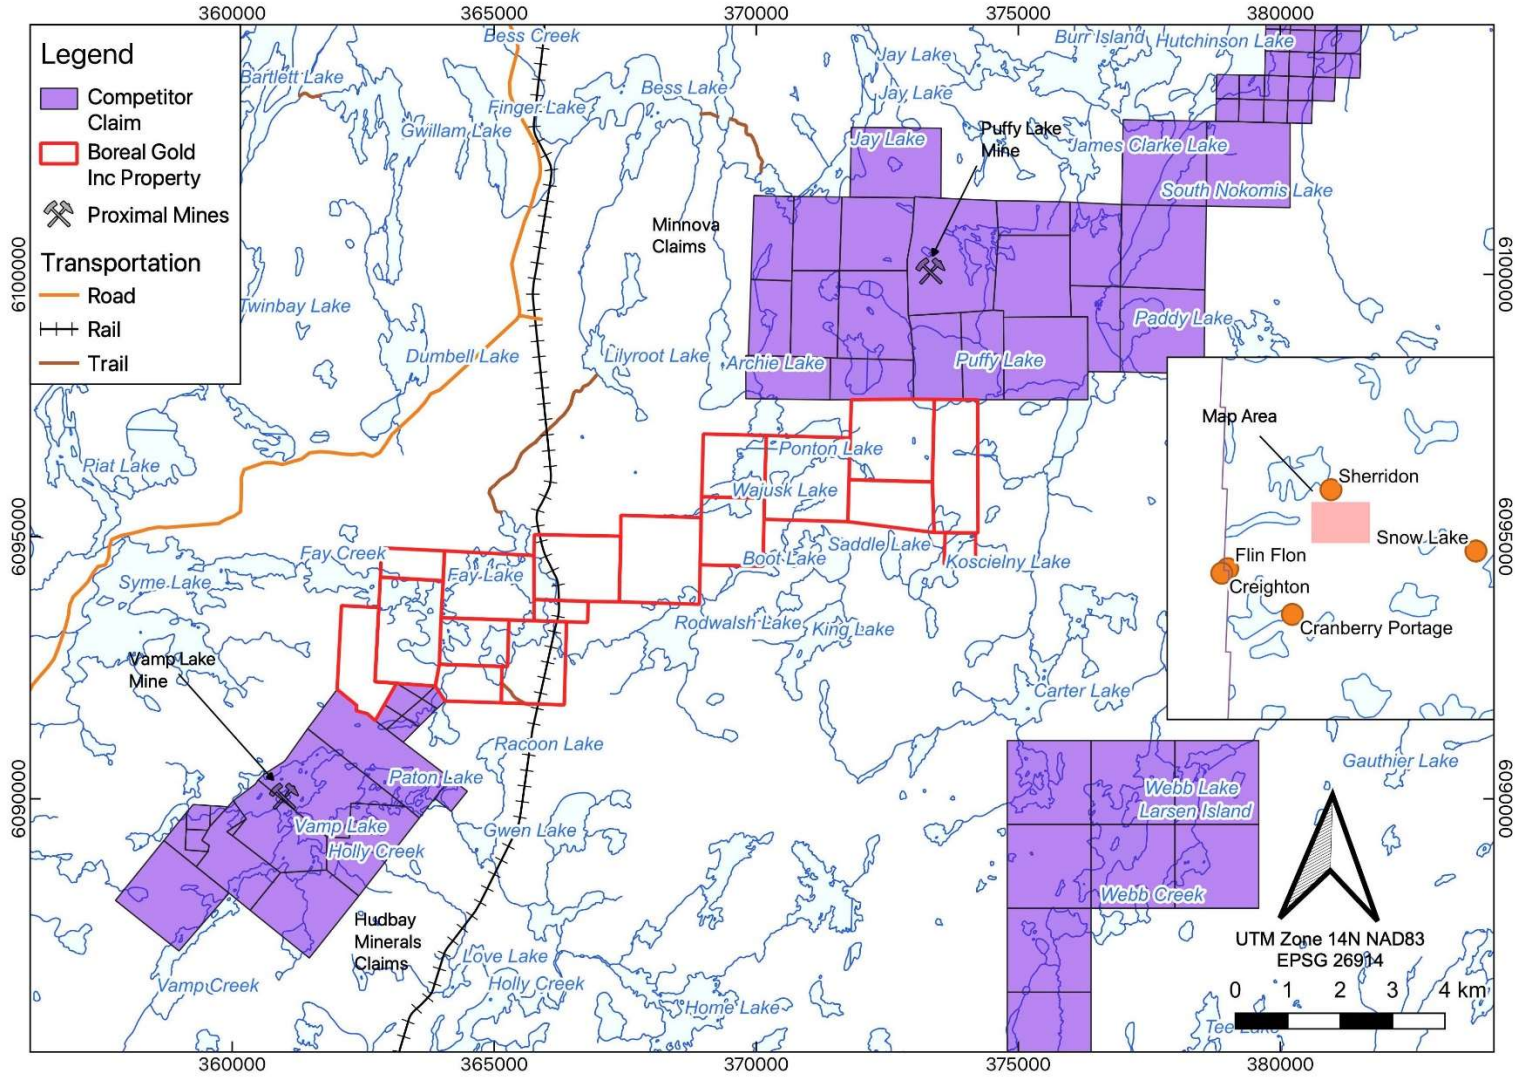 360000
365000
370000
375000
380000
Legend
Competitor
Claim
Boreal Gold
Inc Property
Proximal Mines
Transportation
Road
Rail
Trail
Bess Creek
Burr Island
Hutchinson Lake
Jay Lake
Bartlett Lake
Bess Lake
Jay Lake
Finger Lake
Gwillam Lake
Puffy Lake
Mine
Jay Lake
James Clarke Lake
South Nokomis Lake
Minnova
Claims
6100000
6100000
Twinbay Lake
Paddy Lake
Dumbell Lake
Lilyroot Lake
Archie Lake
Puffy Lake
Map Area
Sherridon
Snow Lake
Flin Flon
Creighton
Cranberry Portage
Ponton Lake
Piat Lake
Wajusk Lake
6095000
6095000
Fay Creek
Saddle Lake
Boot Lake
Koscielny Lake
Syme Lake
Fay Lake
Rodwalsh Lake
King Lake
Vamp Lake
Mine
Carter Lake
Racoon Lake
Gauthier Lake
Paton Lake
6090000
6090000
Webb Lake
Larsen Island
Vamp Lake
Gwen Lake
Holly Creek
Webb Creek
Hudbay
Minerals
Claims
UTM Zone 14N NAD83
EPSG 26914
Love Lake
Vamp Creek
Holly Creek
0 1 2 3 4 km
Home Lake
Tee Lake
360000
365000
370000
375000
380000